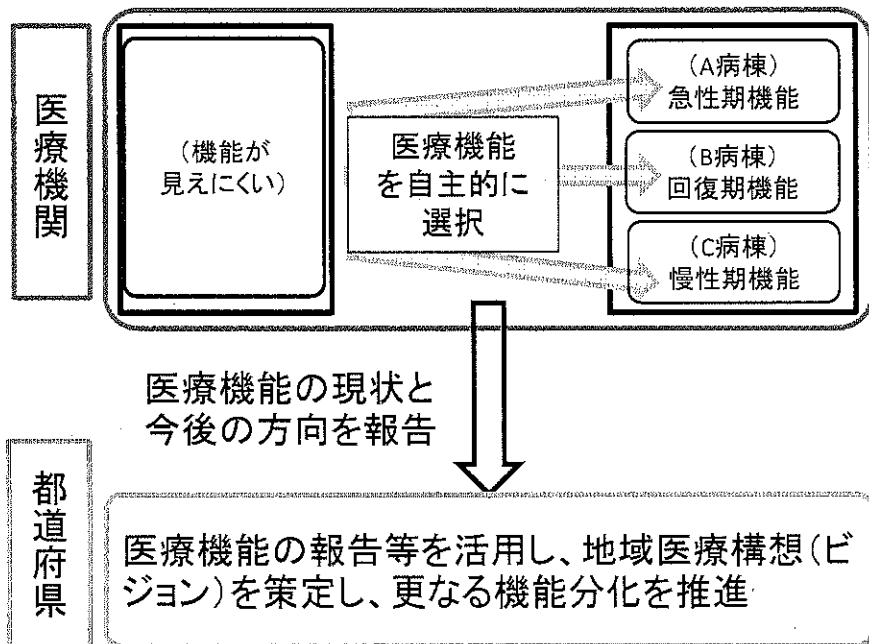 医療機関
(機能が
見えにくい)
医療機能
を自主的に
選択
(A病棟)
急性期機能
(B病棟)
回復期機能
(C病棟)
慢性期機能
医療機能の現状と
今後の方向を報告
都道府県
医療機能の報告等を活用し、地域医療構想(ビ
ジョン)を策定し、更なる機能分化を推進